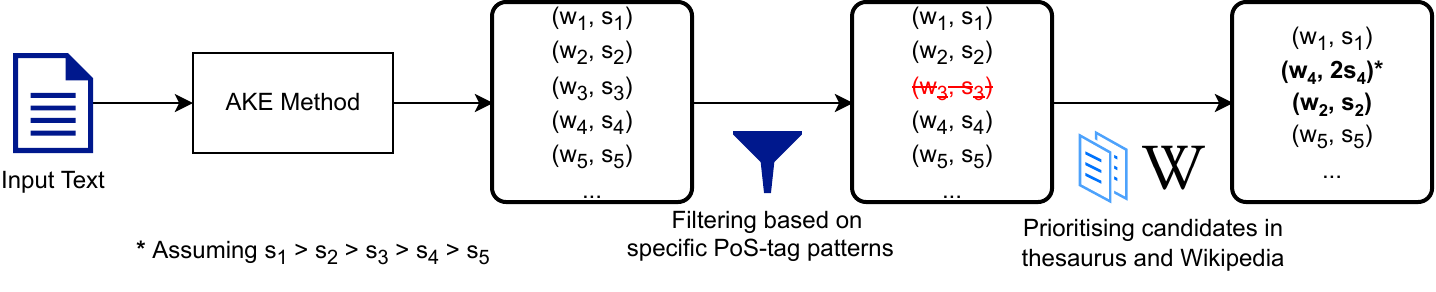 Input Text
AKE Method
(w₁, s₁)
(w₂, s₂)
(w₃, s₃)
(w₄, s₄)
(w₅, s₅)
...
Filtering based on
specific PoS-tag patterns
(w₁, s₁)
(w₂, s₂)
(w₃, s₃)
(w₄, s₄)
(w₅, s₅)
...
W
Prioritising candidates in
thesaurus and Wikipedia
(w₁, s₁)
(w₄, 2s₄)*
(w₂, s₂)
(w₅, s₅)
...
* Assuming s₁ > s₂ > s₃ > s₄ > s₅